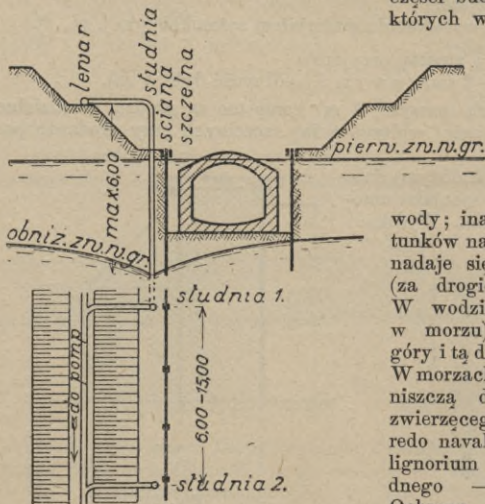 części bud
których w
lewar
studnia
ściana
szczelna
pierw. zw. w. gr.
max. 6,00
obniż. zw. w. gr.
studnia 1.
6,00-15,00
do pomp
studnia 2.
wody; ina
tunków na
nadaje się
(za drogie
W wodzi
w morzu)
góry i tą d
W morzach
niszczą d
zwierzęceg
redo naval
lignorium
dnego —